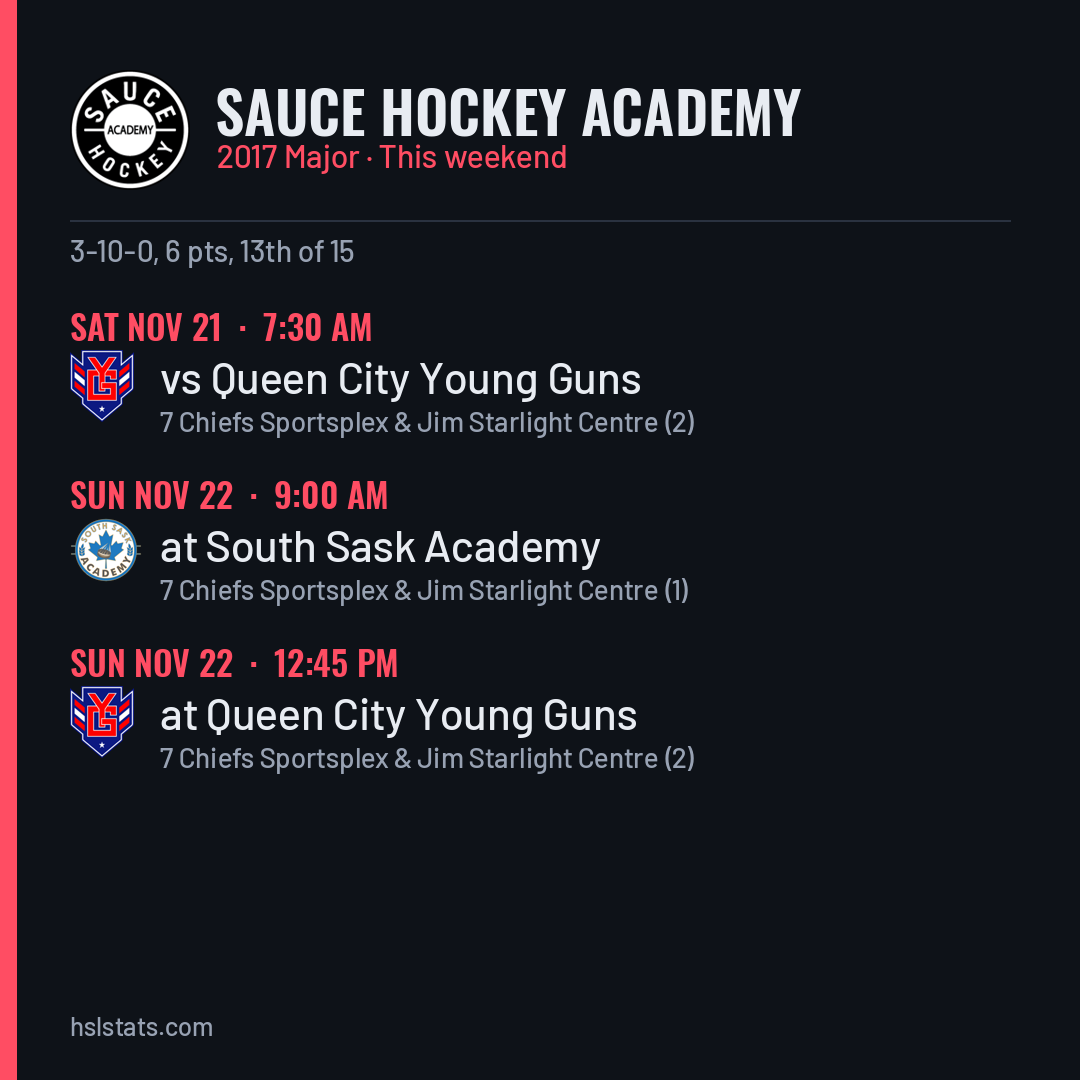 SAUCE HOCKEY ACADEMY
SAUCE HOCKEY ACADEMY
2017 Major · This weekend
3-10-0, 6 pts, 13th of 15
SAT NOV 21 · 7:30 AM
YG
vs Queen City Young Guns
7 Chiefs Sportsplex & Jim Starlight Centre (2)
SUN NOV 22 · 9:00 AM
SOUTH SASK ACADEMY
at South Sask Academy
7 Chiefs Sportsplex & Jim Starlight Centre (1)
SUN NOV 22 · 12:45 PM
YG
at Queen City Young Guns
7 Chiefs Sportsplex & Jim Starlight Centre (2)
hslstats.com